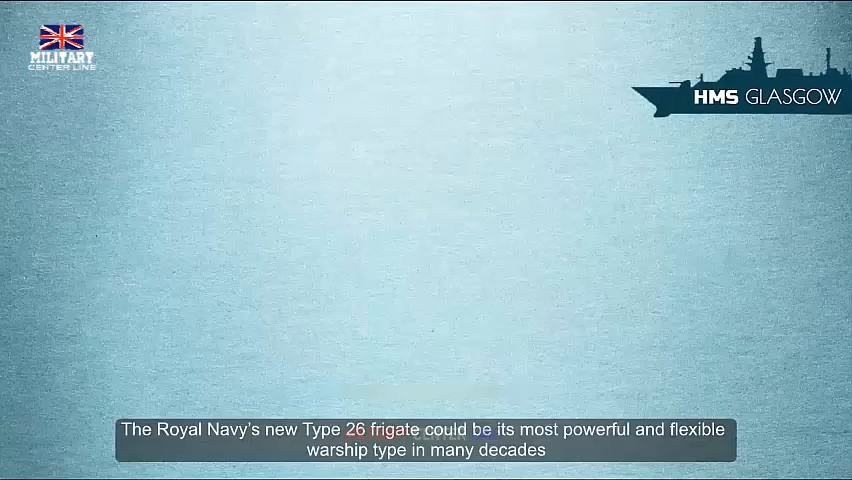 MILITARY
CENTER LINE
HMS GLASGOW
The Royal Navy's new Type 26 frigate could be its most powerful and flexible
warship type in many decades